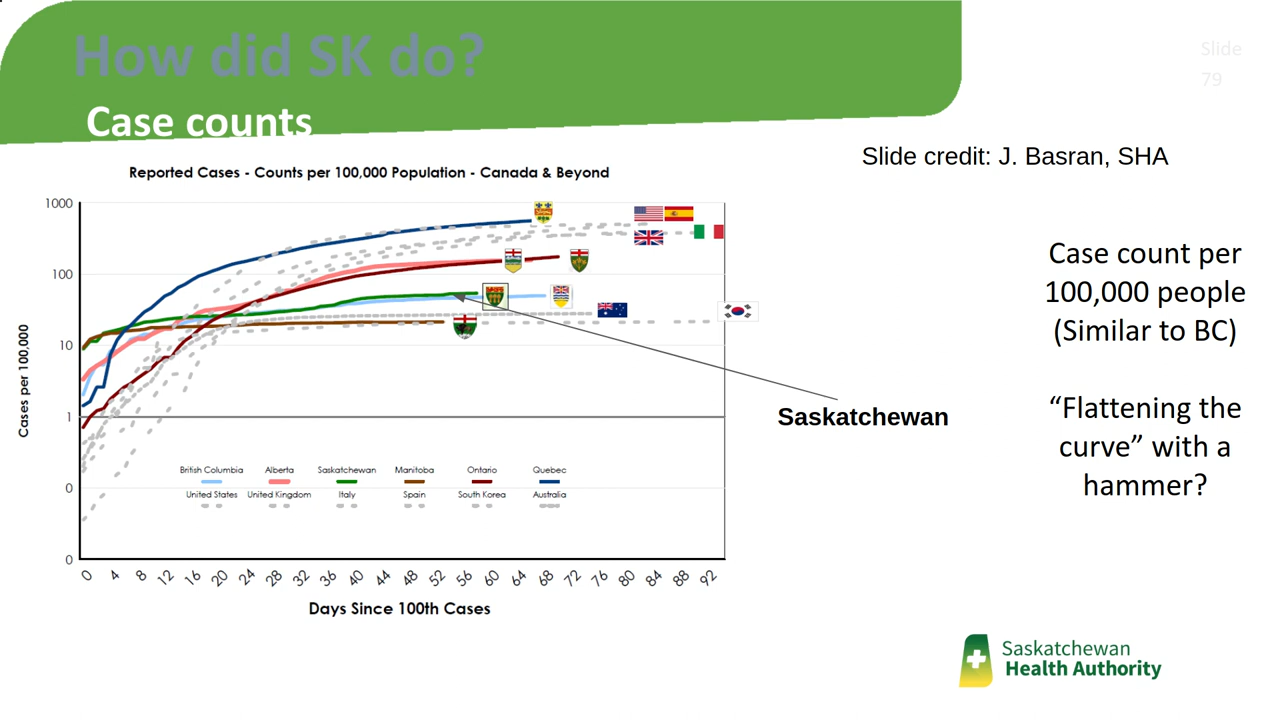 How did SK do?
Case counts
Slide
79
Slide credit: J. Basran, SHA
Reported Cases - Counts per 100,000 Population - Canada & Beyond
Cases per 100,000
1000
100
10
1
0
0
British Columbia Alberta Saskatchewan Manitoba Ontario Quebec
United States United Kingdom Italy Spain South Korea Australia
0 4 8 12 16 20 24 28 32 36 40 44 48 52 56 60 64 68 72 76 80 84 88 92
Days Since 100th Cases
Saskatchewan
Case count per
100,000 people
(Similar to BC)
“Flattening the
curve” with a
hammer?
Saskatchewan
Health Authority